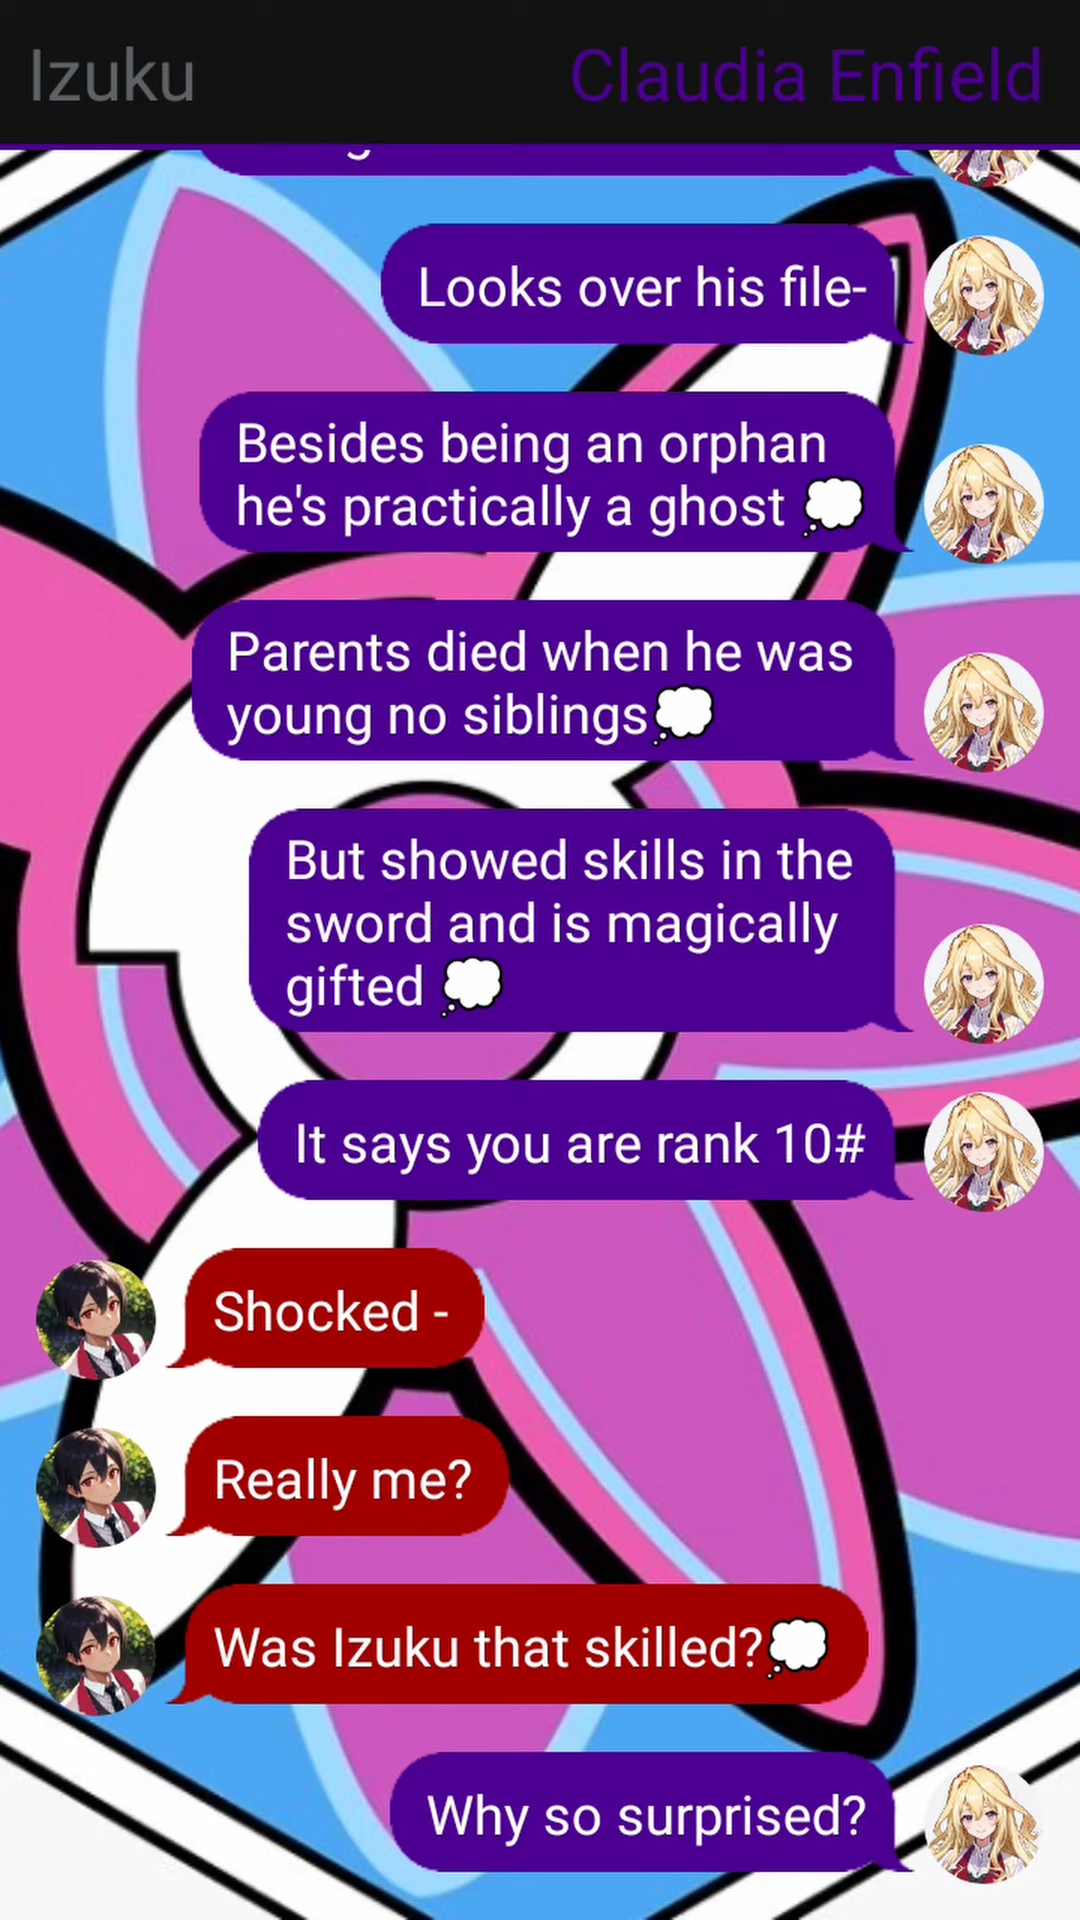 Izuku
Claudia Enfield
Looks over his file-
Besides being an orphan
he's practically a ghost 💭
Parents died when he was
young no siblings💭
But showed skills in the
sword and is magically
gifted 💭
It says you are rank 10#
Shocked -
Really me?
Was Izuku that skilled?💭
Why so surprised?